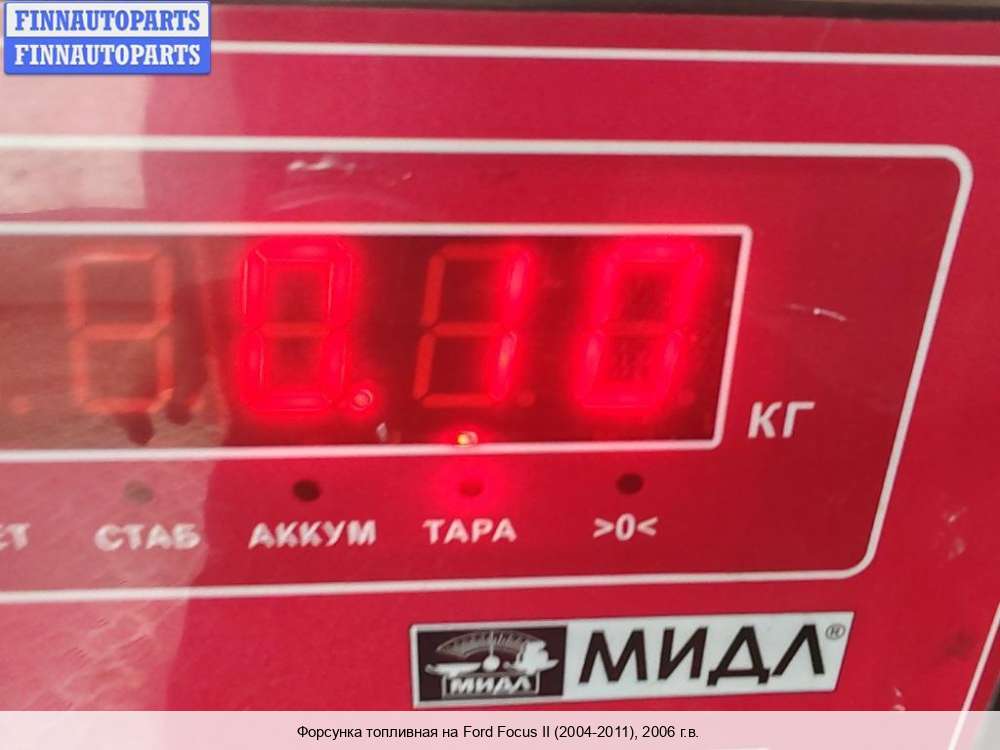 FINNAUTOPARTS
FINNAUTOPARTS
0.10
КГ
СТАБ АККУМ ТАРА >0<
МИДЛ МИДЛ®
Форсунка топливная на Ford Focus II (2004-2011), 2006 г.в.